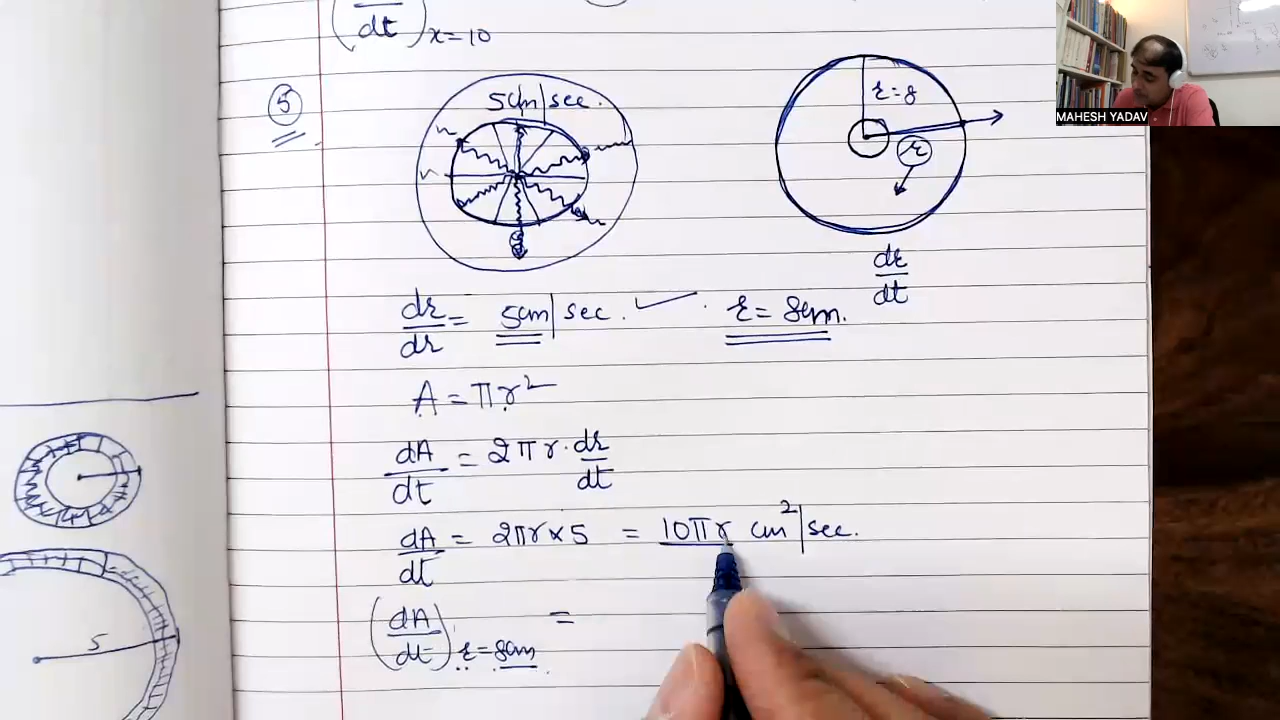 (dt) x=10
MAHESH YADAV
5
5cm/sec.
r=8
r
dr/dt
dr/dr = 5cm/sec. r = 8cm.
A = πr²
dA/dt = 2πr · dr/dt
dA/dt = 2πr×5 = 10πr cm²/sec.
(dA/dt) r=8cm =
5